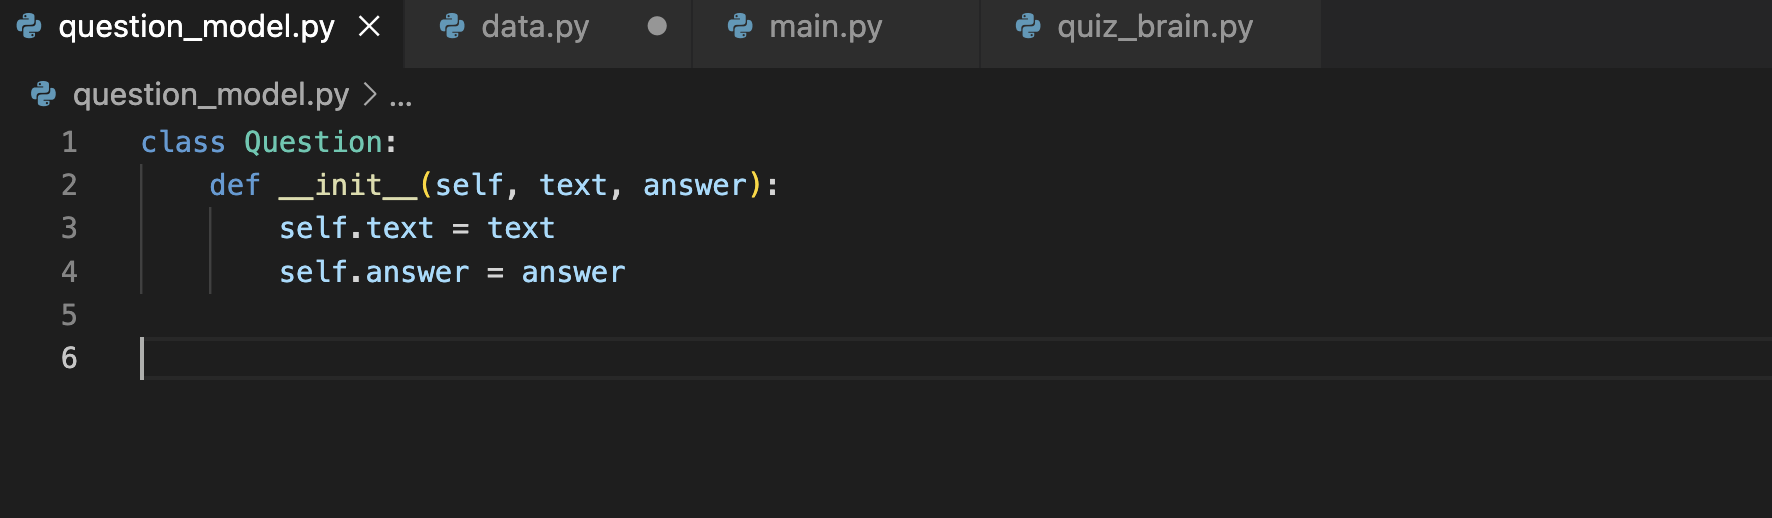 question_model.py data.py main.py quiz_brain.py
question_model.py > ...
1 class Question:
2     def __init__(self, text, answer):
3         self.text = text
4         self.answer = answer
5
6